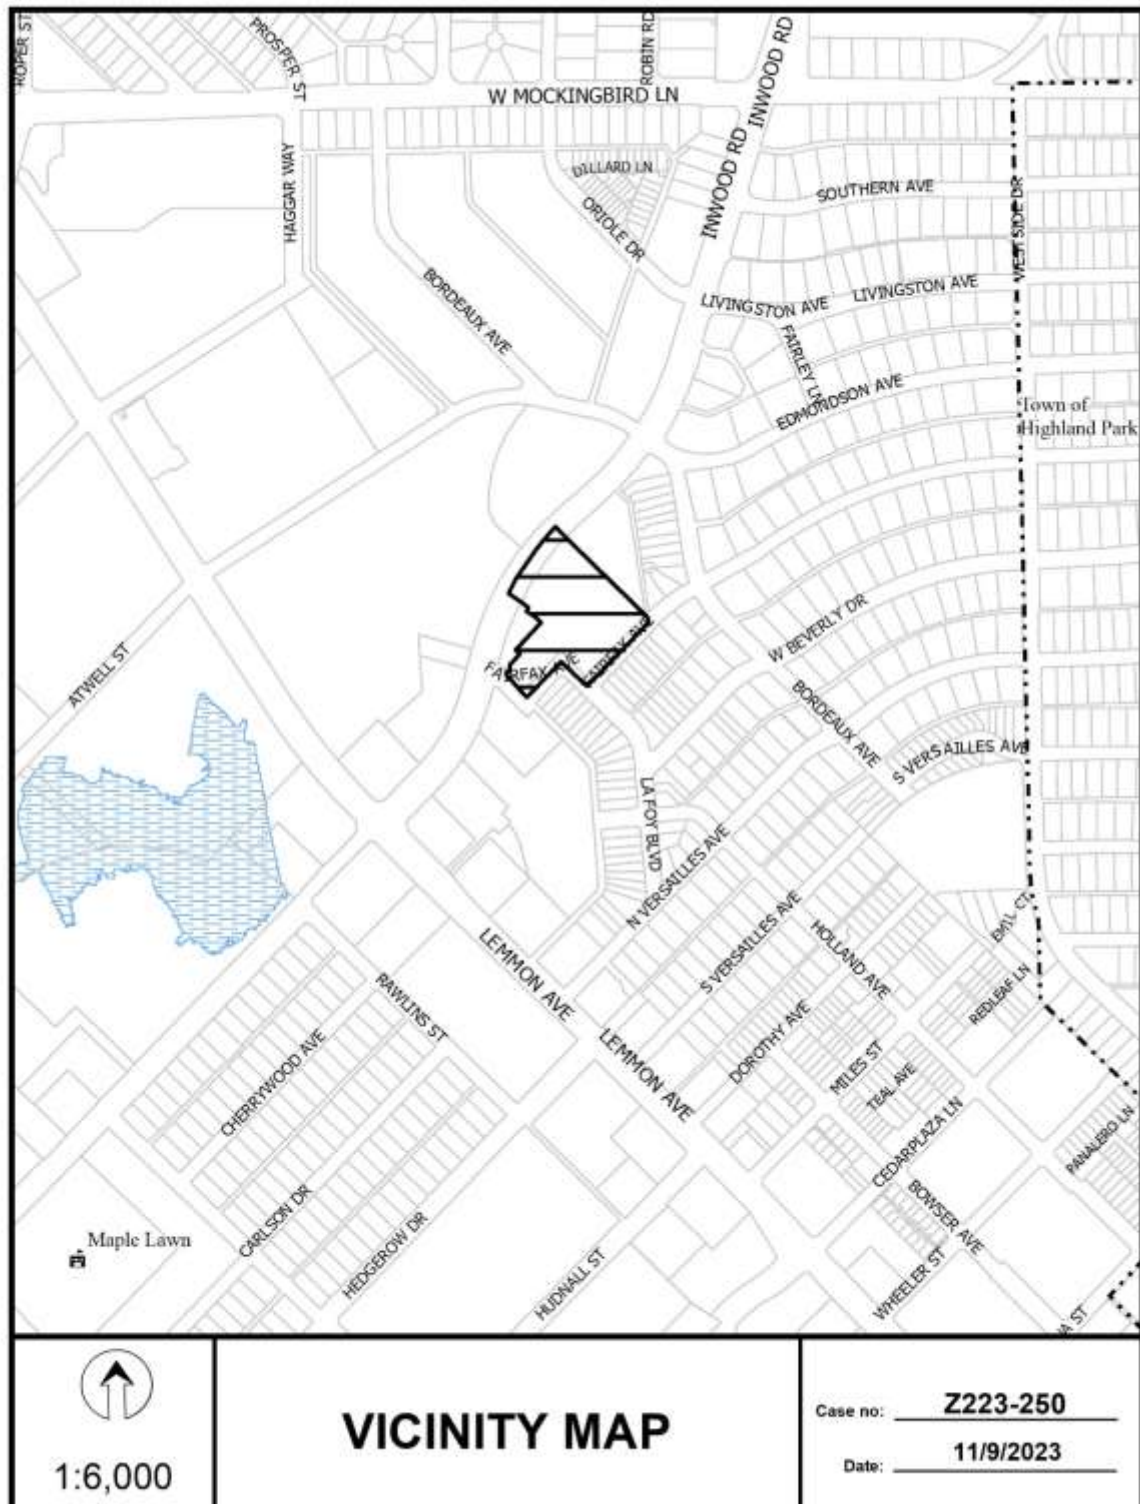 ROPER ST
PROSPER ST
ROBIN RD
INWOOD RD
W MOCKINGBIRD LN
INWOOD RD
HAGGAR WAY
DILLARD LN
SOUTHERN AVE
WESTSIDE DR
ORIOLE DR
BORDEAUX AVE
LIVINGSTON AVE
LIVINGSTON AVE
FAIRLEY LN
EDMONDSON AVE
Town of
Highland Park
W BEVERLY DR
FAIRFAX AVE
FAIRFAX AVE
ATWELL ST
BORDEAUX AVE
S VERSAILLES AVE
LA FOY BLVD
N VERSAILLES AVE
S VERSAILLES AVE
HOLLAND AVE
EMIL CT
LEMMON AVE
RAWLINS ST
REDLEAF LN
DOROTHY AVE
LEMMON AVE
MILES ST
TEAL AVE
CHERRYWOOD AVE
CEDARPLAZA LN
PANALERO LN
CARLSON DR
BOWSER AVE
Maple Lawn
HEDGEROW DR
HUDNALL ST
WHEELER ST
ST
1:6,000
VICINITY MAP
Case no: Z223-250
Date: 11/9/2023